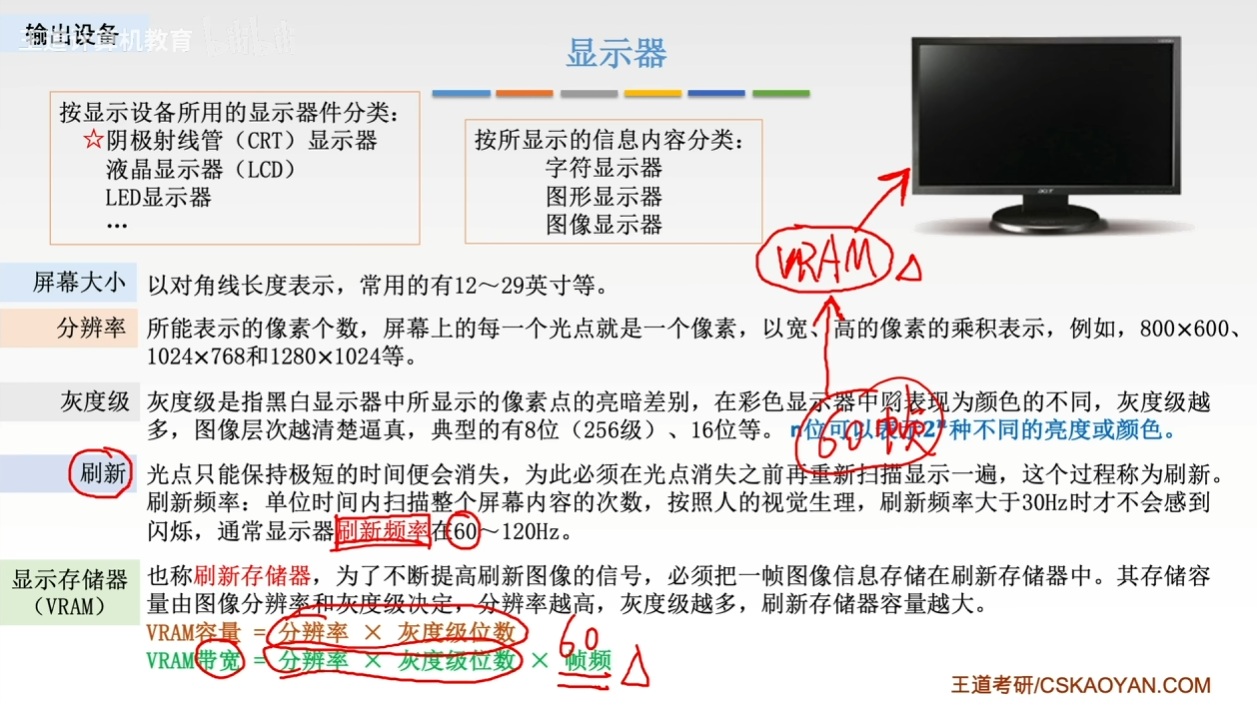 输出设备
王道计算机教育
显示器
按显示设备所用的显示器件分类：
☆阴极射线管（CRT）显示器
液晶显示器（LCD）
LED显示器
…
按所显示的信息内容分类：
字符显示器
图形显示器
图像显示器
acer
VRAM △
屏幕大小
以对角线长度表示，常用的有12～29英寸等。
分辨率
所能表示的像素个数，屏幕上的每一个光点就是一个像素，以宽、高的像素的乘积表示，例如，800×600、
1024×768和1280×1024等。
灰度级
灰度级是指黑白显示器中所显示的像素点的亮暗差别，在彩色显示器中则表现为颜色的不同，灰度级越
多，图像层次越清楚逼真，典型的有8位（256级）、16位等。n位可以表示2ⁿ种不同的亮度或颜色。
60帧
刷新
光点只能保持极短的时间便会消失，为此必须在光点消失之前再重新扫描显示一遍，这个过程称为刷新。
刷新频率：单位时间内扫描整个屏幕内容的次数，按照人的视觉生理，刷新频率大于30Hz时才不会感到
闪烁，通常显示器刷新频率在60～120Hz。
显示存储器
（VRAM）
也称刷新存储器，为了不断提高刷新图像的信号，必须把一帧图像信息存储在刷新存储器中。其存储容
量由图像分辨率和灰度级决定，分辨率越高，灰度级越多，刷新存储器容量越大。
VRAM容量 = 分辨率 × 灰度级位数
60
VRAM带宽 = 分辨率 × 灰度级位数 × 帧频 △
王道考研/CSKAOYAN.COM